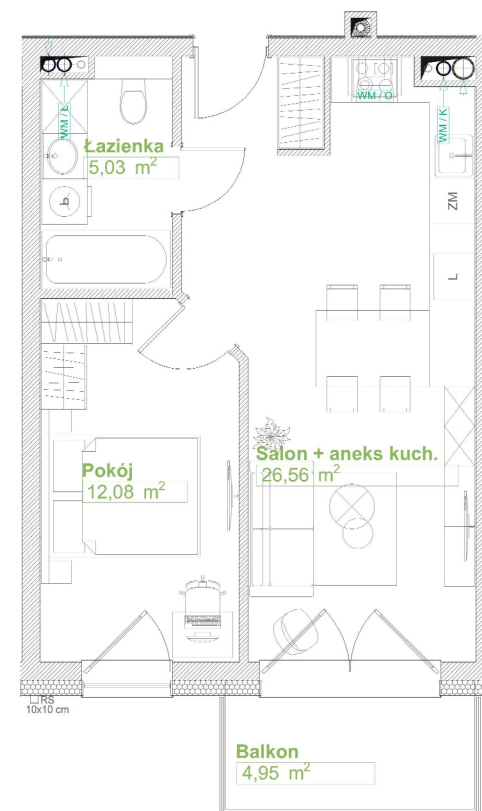 WM / Ł
WM / O
WM / K
Łazienka
5,03 m²
ZM
L
P
Salon + aneks kuch.
26,56 m²
Pokój
12,08 m²
RS
10x10 cm
Balkon
4,95 m²